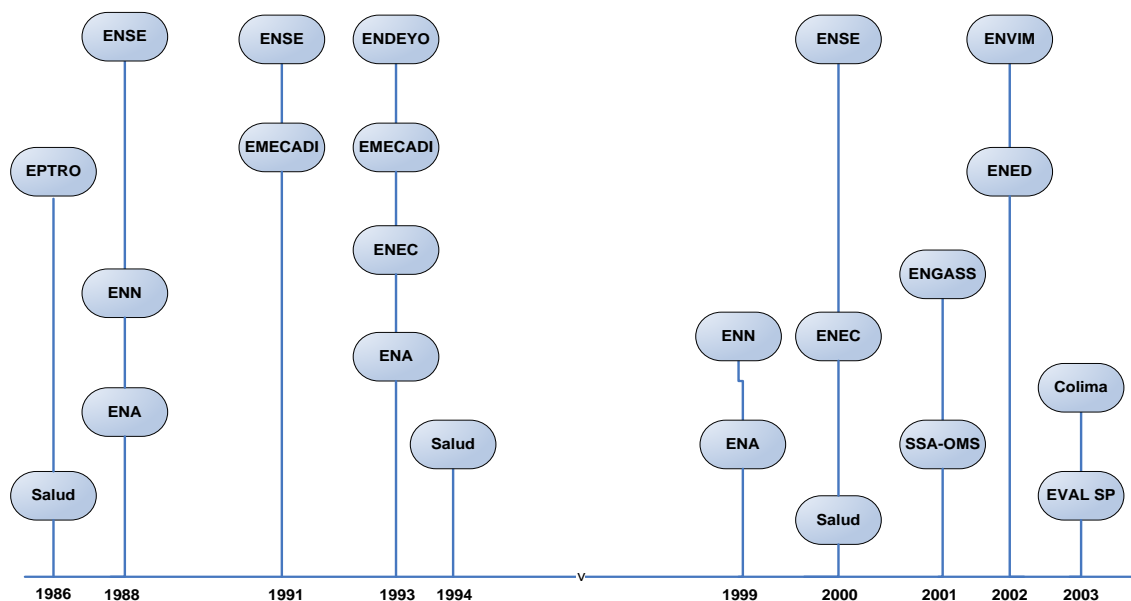 ENSE
ENSE
ENDEYO
ENSE
ENVIM
EMECADI
EMECADI
EPTRO
ENED
ENEC
ENGASS
ENN
ENN
ENEC
ENA
Colima
ENA
Salud
ENA
SSA-OMS
Salud
EVAL SP
Salud
v
1986 1988 1991 1993 1994 1999 2000 2001 2002 2003